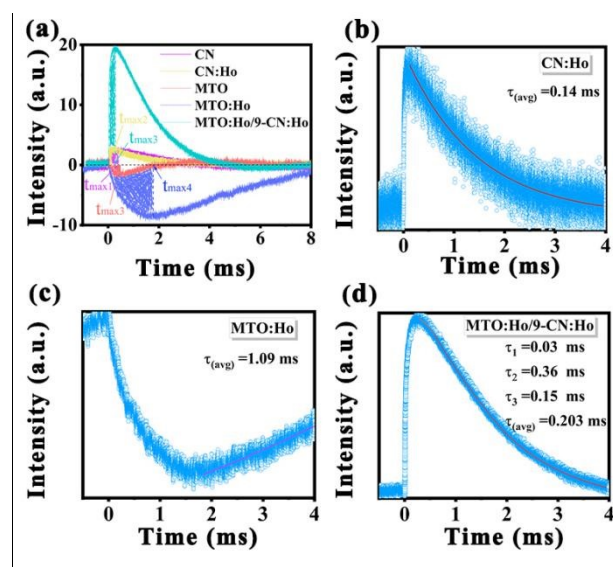 (a)
Intensity (a.u.)
20
10
0
-10
CN
CN:Ho
MTO
MTO:Ho
MTO:Ho/9-CN:Ho
tmax2
tmax3
tmax1
tmax3
tmax4
0 2 4 6 8
Time (ms)
(b)
Intensity (a.u.)
CN:Ho
τ(avg) =0.14 ms
0 1 2 3 4
Time (ms)
(c)
Intensity (a.u.)
MTO:Ho
τ(avg) =1.09 ms
0 2 4
Time (ms)
(d)
Intensity (a.u.)
MTO:Ho/9-CN:Ho
τ1 = 0.03 ms
τ2 = 0.36 ms
τ3 = 0.15 ms
τ(avg) =0.203 ms
0 1 2 3 4
Time (ms)